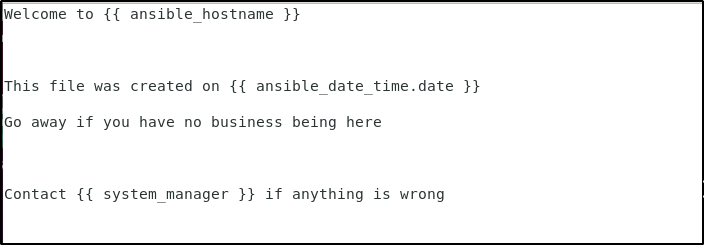 Welcome to {{ ansible_hostname }}
This file was created on {{ ansible_date_time.date }}
Go away if you have no business being here
Contact {{ system_manager }} if anything is wrong